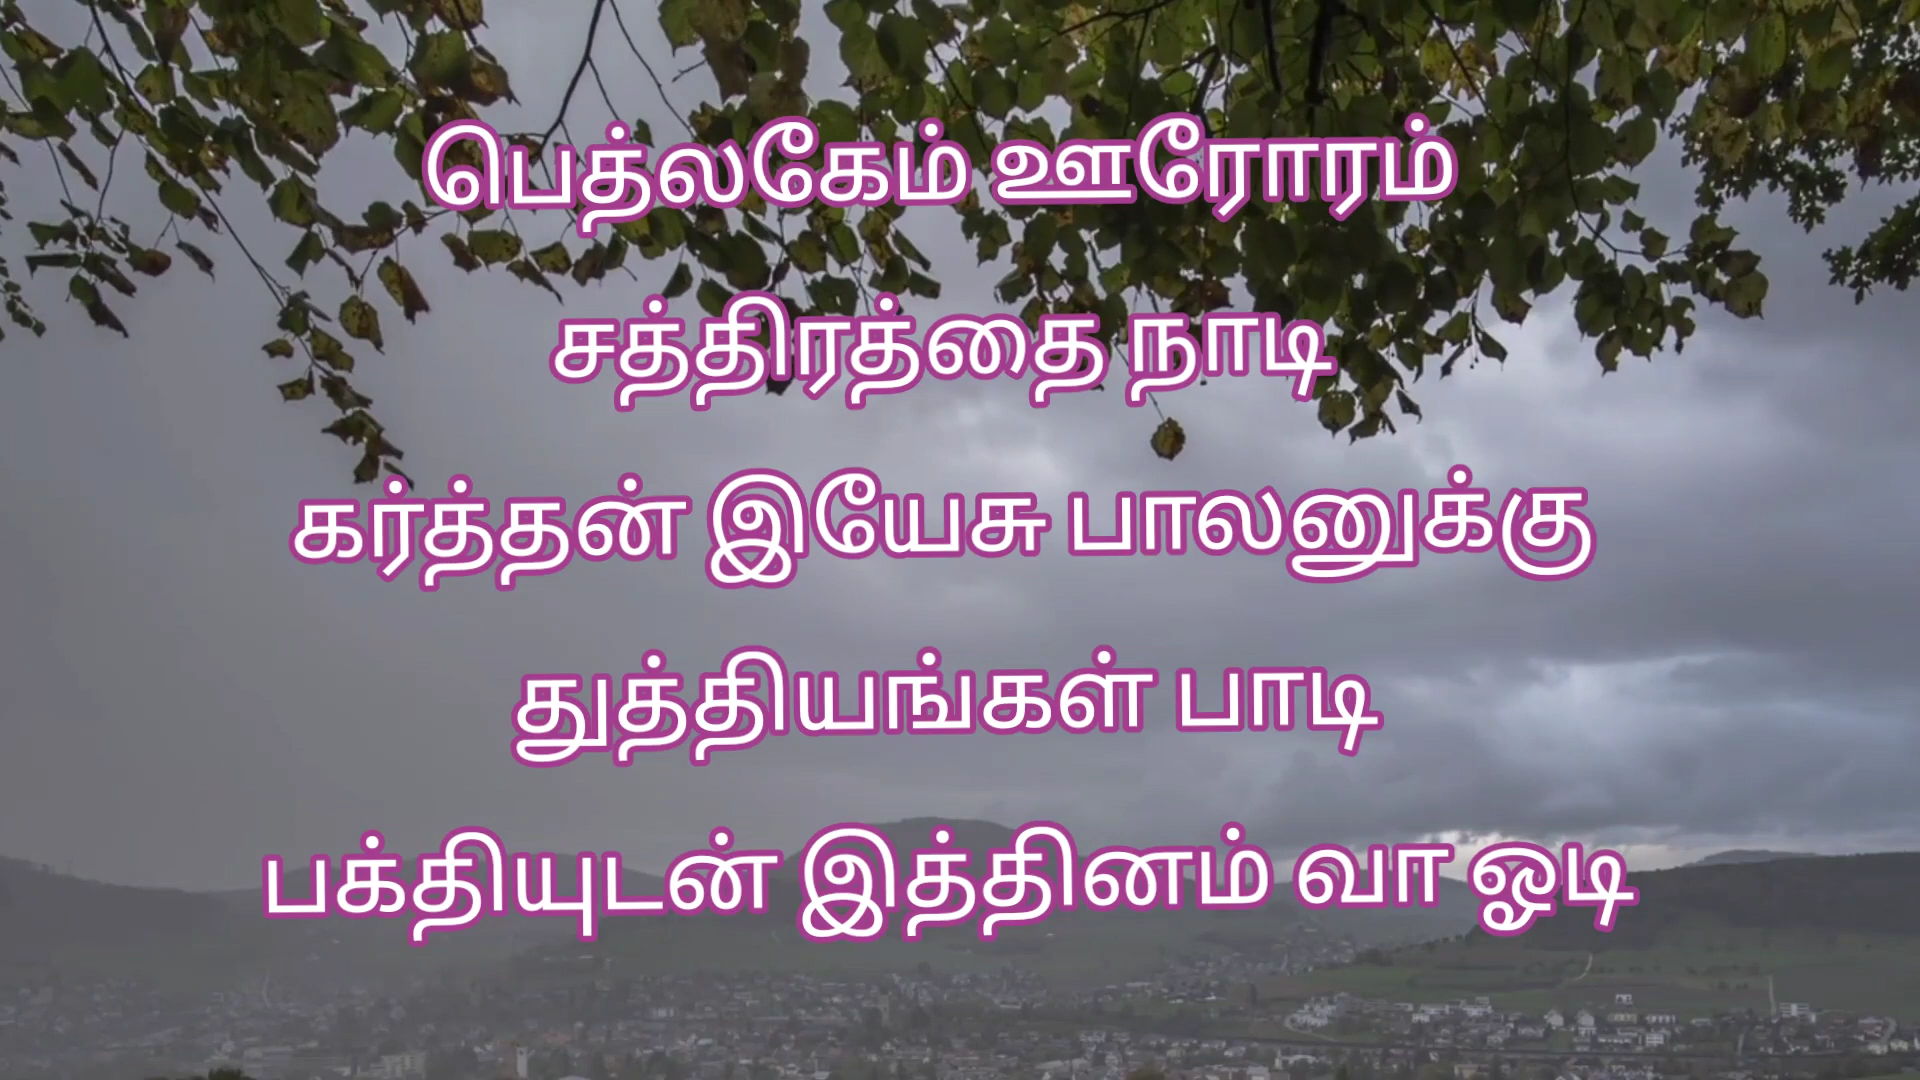 பெத்லகேம் ஊரோரம்
சத்திரத்தை நாடி
கர்த்தன் இயேசு பாலனுக்கு
துத்தியங்கள் பாடி
பக்தியுடன் இத்தினம் வா ஓடி